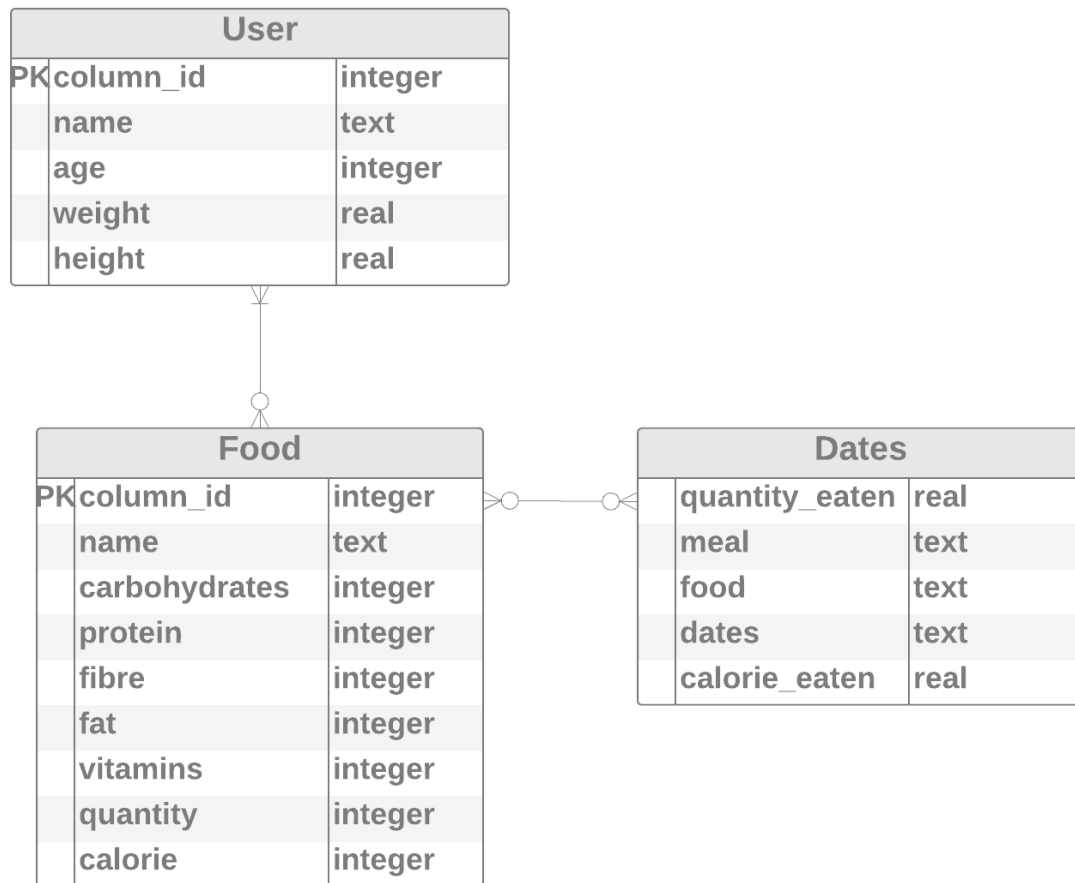 User
PK column_id integer
name text
age integer
weight real
height real
Food
PK column_id integer
name text
carbohydrates integer
protein integer
fibre integer
fat integer
vitamins integer
quantity integer
calorie integer
Dates
quantity_eaten real
meal text
food text
dates text
calorie_eaten real